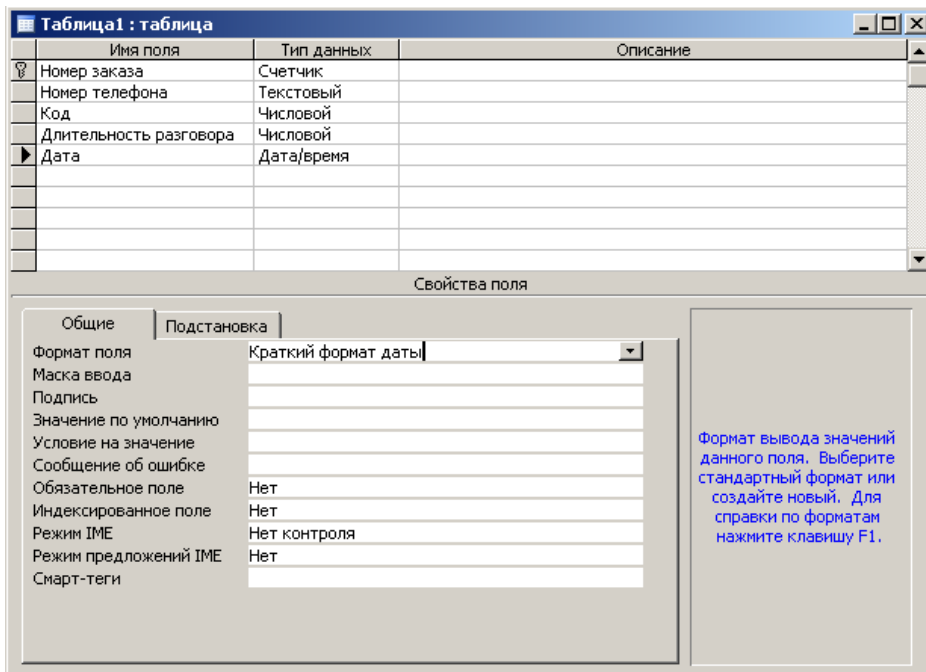 Таблица1 : таблица
Имя поля Тип данных Описание
Номер заказа Счетчик
Номер телефона Текстовый
Код Числовой
Длительность разговора Числовой
Дата Дата/время
Свойства поля
Общие Подстановка
Формат поля Краткий формат даты
Маска ввода
Подпись
Значение по умолчанию
Условие на значение
Сообщение об ошибке
Обязательное поле Нет
Индексированное поле Нет
Режим IME Нет контроля
Режим предложений IME Нет
Смарт-теги
Формат вывода значений
данного поля. Выберите
стандартный формат или
создайте новый. Для
справки по форматам
нажмите клавишу F1.